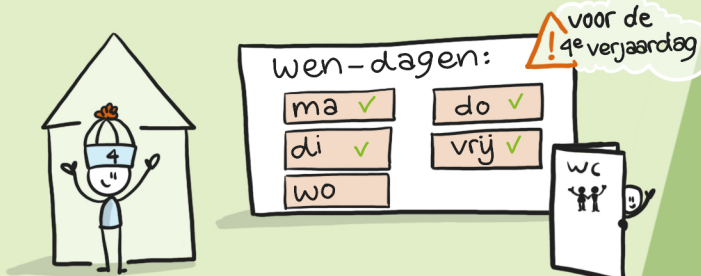 voor de
! 4e verjaardag
wen-dagen:
ma ✓
do ✓
di ✓
vrij ✓
wo
4
WC